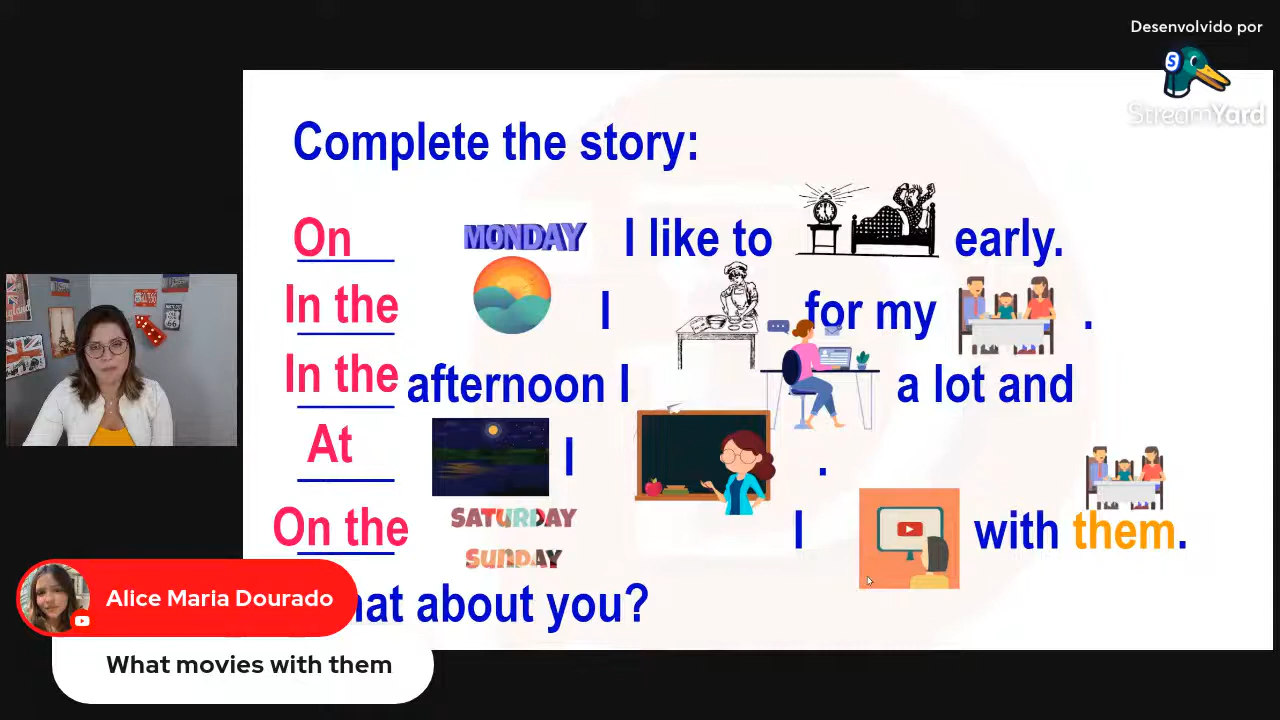 Desenvolvido por
StreamYard
Complete the story:
On MONDAY I like to early.
In the I for my .
In the afternoon I a lot and
At I .
On the SATURDAY I with them.
SUNDAY
hat about you?
Alice Maria Dourado
What movies with them